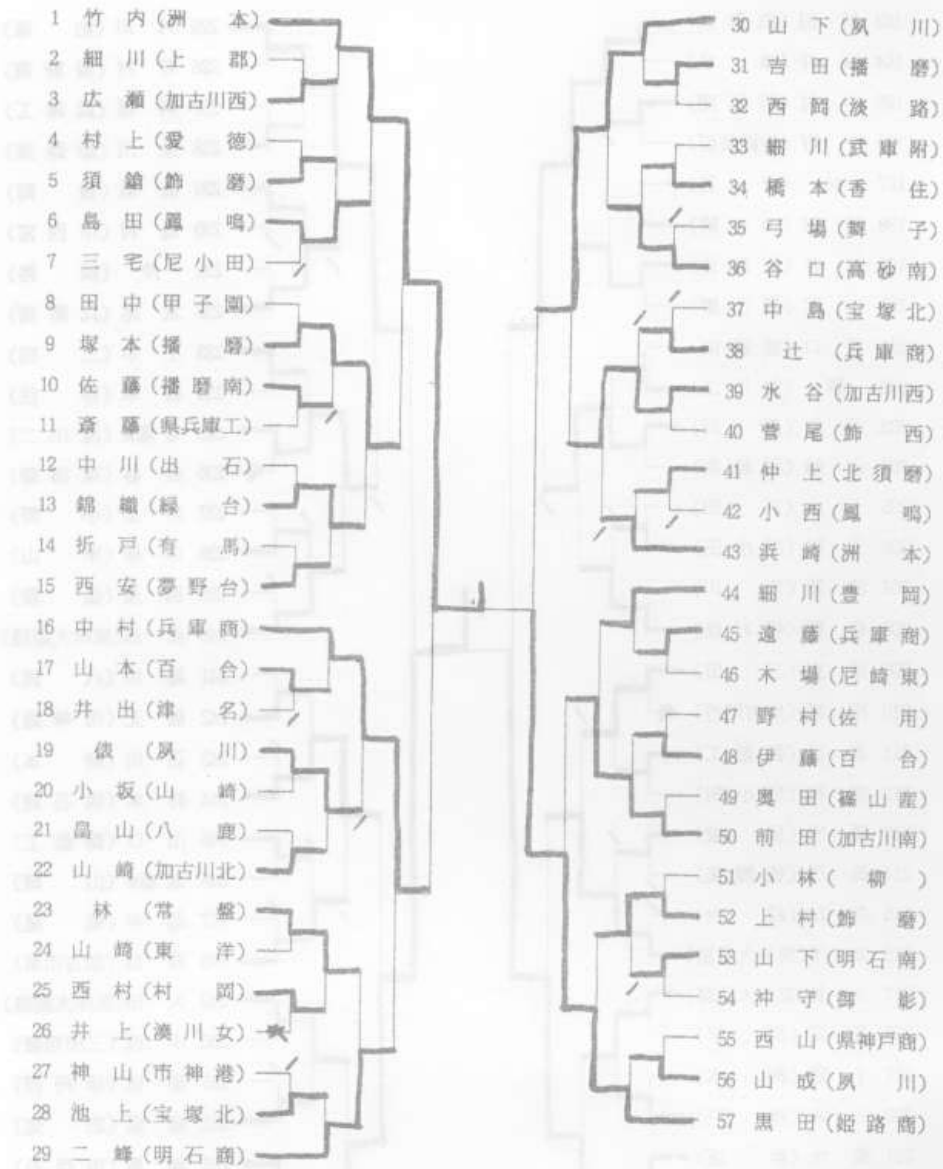 1 竹内(洲本)
2 細川(上郡)
3 広瀬(加古川西)
4 村上(愛徳)
5 須鎗(飾磨)
6 島田(鳳鳴)
7 三宅(尼小田)
8 田中(甲子園)
9 塚本(播磨)
10 佐藤(播磨南)
11 斎藤(県兵庫工)
12 中川(出石)
13 錦織(緑台)
14 折戸(有馬)
15 西安(夢野台)
16 中村(兵庫商)
17 山本(百合)
18 井出(津名)
19 俵(夙川)
20 小坂(山崎)
21 畠山(八鹿)
22 山崎(加古川北)
23 林(常盤)
24 山崎(東洋)
25 西村(村岡)
26 井上(湊川女)
27 神山(市神港)
28 池上(宝塚北)
29 二峰(明石商)
30 山下(夙川)
31 吉田(播磨)
32 西岡(淡路)
33 細川(武庫附)
34 橋本(香住)
35 弓場(舞子)
36 谷口(高砂南)
37 中島(宝塚北)
38 辻(兵庫商)
39 水谷(加古川西)
40 菅尾(飾西)
41 仲上(北須磨)
42 小西(鳳鳴)
43 浜崎(洲本)
44 細川(豊岡)
45 遠藤(兵庫商)
46 木場(尼崎東)
47 野村(佐用)
48 伊藤(百合)
49 奥田(篠山産)
50 前田(加古川南)
51 小林(柳)
52 上村(飾磨)
53 山下(明石南)
54 沖守(御影)
55 西山(県神戸商)
56 山成(夙川)
57 黒田(姫路商)